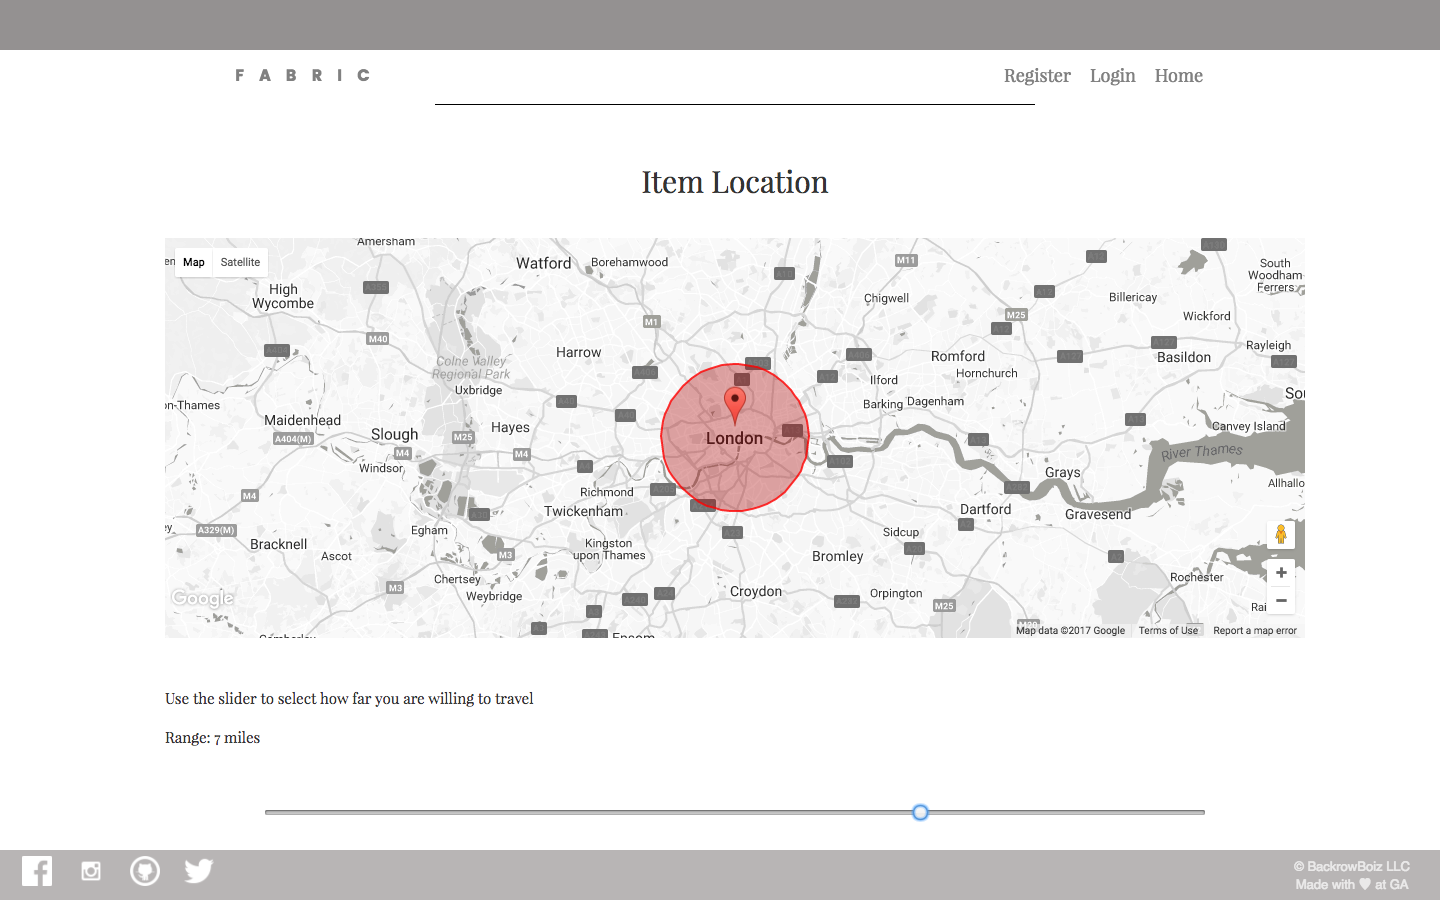 FABRIC
Register Login Home
Item Location
Map Satellite
Amersham
Watford Borehamwood
M11
South
Woodham
Ferrers
High
Wycombe
Chigwell
Billericay
M25
Wickford
M1
M40
Harrow
Romford
Rayleigh
Basildon
Colne Valley
Regional Park
Hornchurch
Uxbridge
Ilford
Barking Dagenham
on-Thames
Maidenhead
Hayes
Canvey Island
Slough
M25
London
A404(M)
M4
M4
River Thames
Windsor
Grays
Allhallo
M4
Richmond
Twickenham
Dartford
Gravesend
A329(M)
Egham
Sidcup
Bracknell
Kingston
upon Thames
Ascot
M3
Bromley
Chertsey
Rochester
M3
Weybridge
Croydon
Orpington
Google
M25
Rai
Map data ©2017 Google Terms of Use Report a map error
Use the slider to select how far you are willing to travel
Range: 7 miles
© BackrowBoiz LLC
Made with ♥ at GA